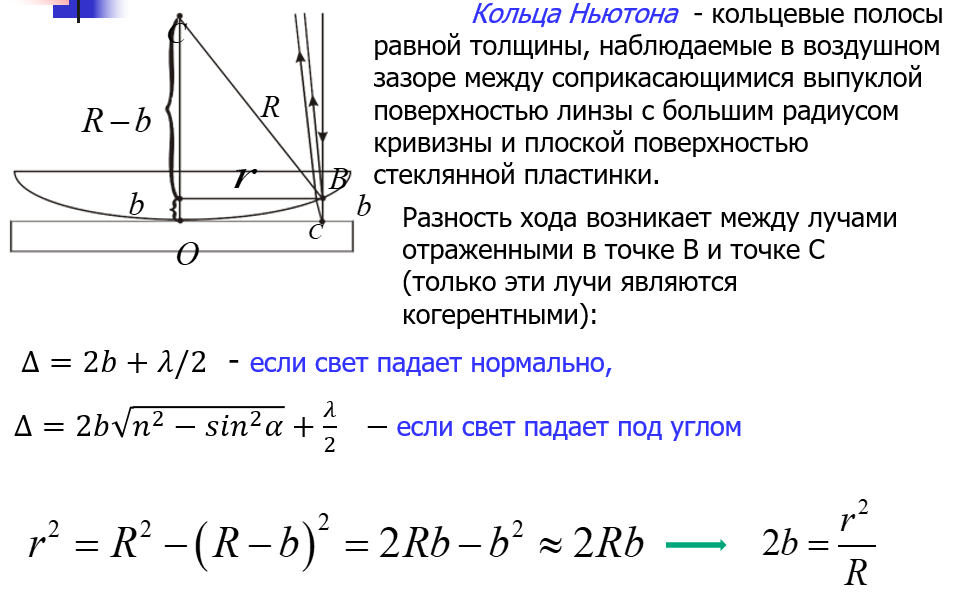 Кольца Ньютона - кольцевые полосы
равной толщины, наблюдаемые в воздушном
зазоре между соприкасающимися выпуклой
поверхностью линзы с большим радиусом
кривизны и плоской поверхностью
стеклянной пластинки.
C
R
R − b
r
B
b
b
C
O
Разность хода возникает между лучами
отраженными в точке В и точке С
(только эти лучи являются
когерентными):
Δ = 2b + λ/2 - если свет падает нормально,
Δ = 2b√(n² − sin²α) + λ/2 − если свет падает под углом
r² = R² − (R − b)² = 2Rb − b² ≈ 2Rb → 2b = r²/R